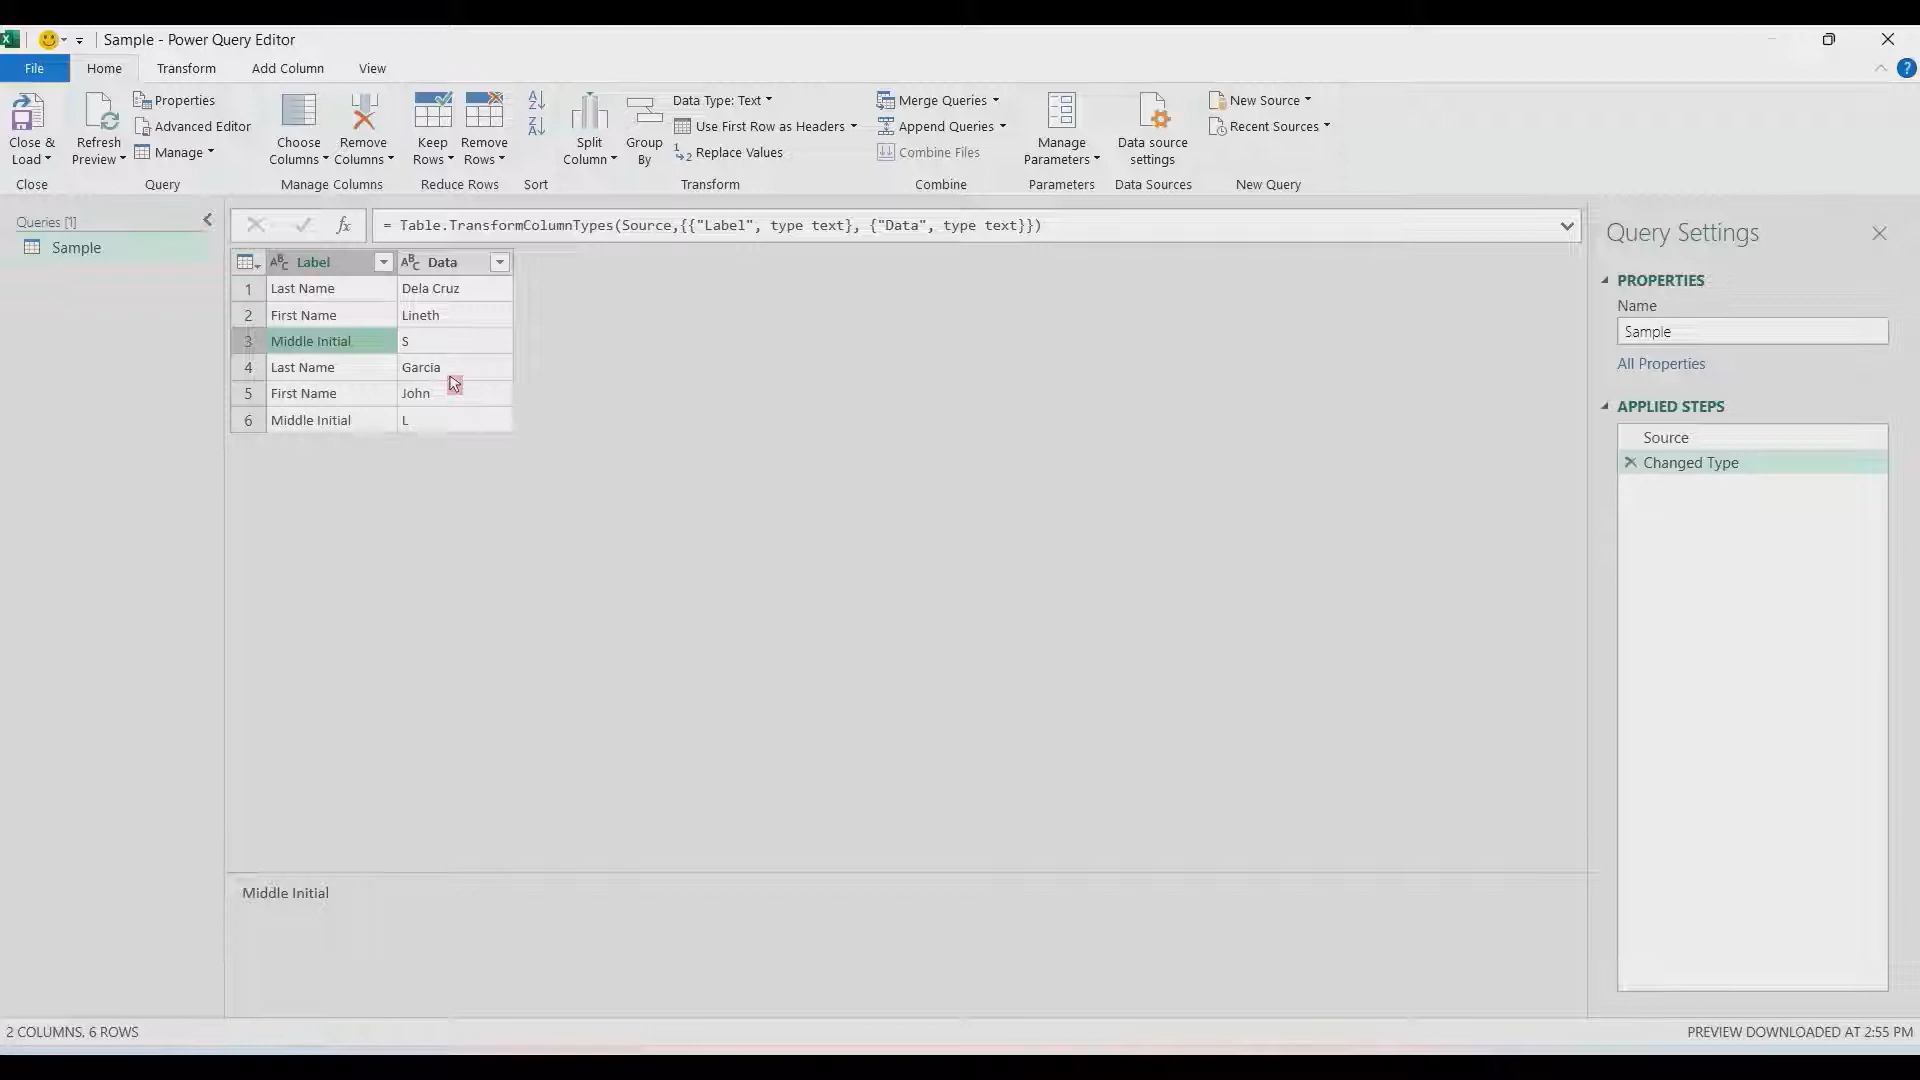 Sample - Power Query Editor
File Home Transform Add Column View
Close & Load
Refresh Preview
Properties
Advanced Editor
Manage
Choose Columns
Remove Columns
Keep Rows
Remove Rows
Split Column
Group By
Data Type: Text
Use First Row as Headers
Replace Values
Merge Queries
Append Queries
Combine Files
Manage Parameters
Data source settings
New Source
Recent Sources
Close Query Manage Columns Reduce Rows Sort Transform Combine Parameters Data Sources New Query
Queries [1]
Sample
fx = Table.TransformColumnTypes(Source,{{"Label", type text}, {"Data", type text}})
ABC Label ABC Data
1 Last Name Dela Cruz
2 First Name Lineth
3 Middle Initial S
4 Last Name Garcia
5 First Name John
6 Middle Initial L
Middle Initial
Query Settings
PROPERTIES
Name
Sample
All Properties
APPLIED STEPS
Source
Changed Type
2 COLUMNS, 6 ROWS
PREVIEW DOWNLOADED AT 2:55 PM